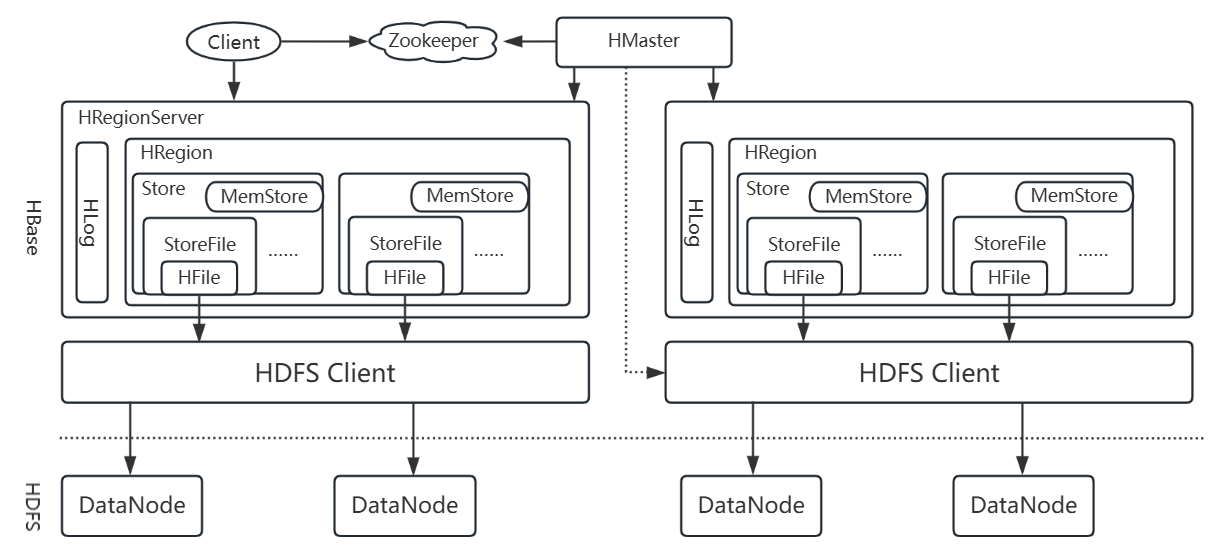 Client
Zookeeper
HMaster
HBase
HRegionServer
HLog
HRegion
Store
MemStore
StoreFile
......
HFile
MemStore
StoreFile
......
HFile
HLog
HRegion
Store
MemStore
StoreFile
......
HFile
MemStore
StoreFile
......
HFile
HDFS Client
HDFS Client
HDFS
DataNode
DataNode
DataNode
DataNode